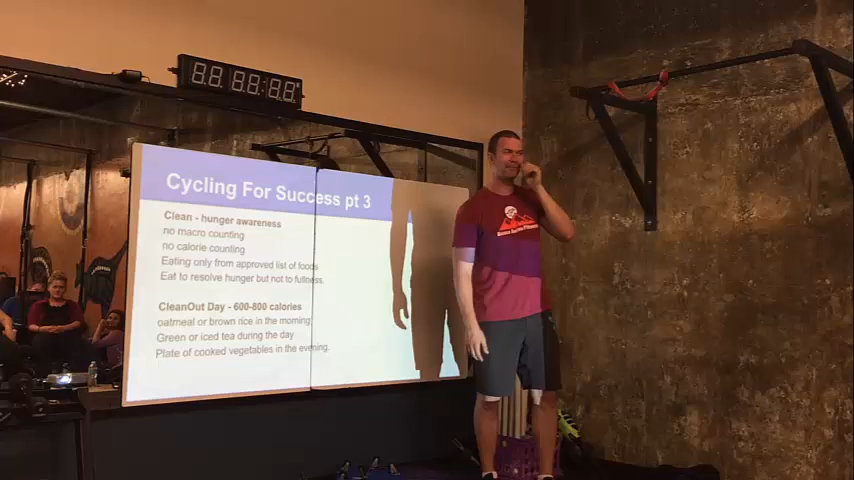 88 88:88
Cycling For Success pt 3
Clean - hunger awareness
no macro counting
no calorie counting
Eating only from approved list of foods
Eat to resolve hunger but not to fullness.
CleanOut Day - 600-800 calories
oatmeal or brown rice in the morning
Green or iced tea during the day
Plate of cooked vegetables in the evening.